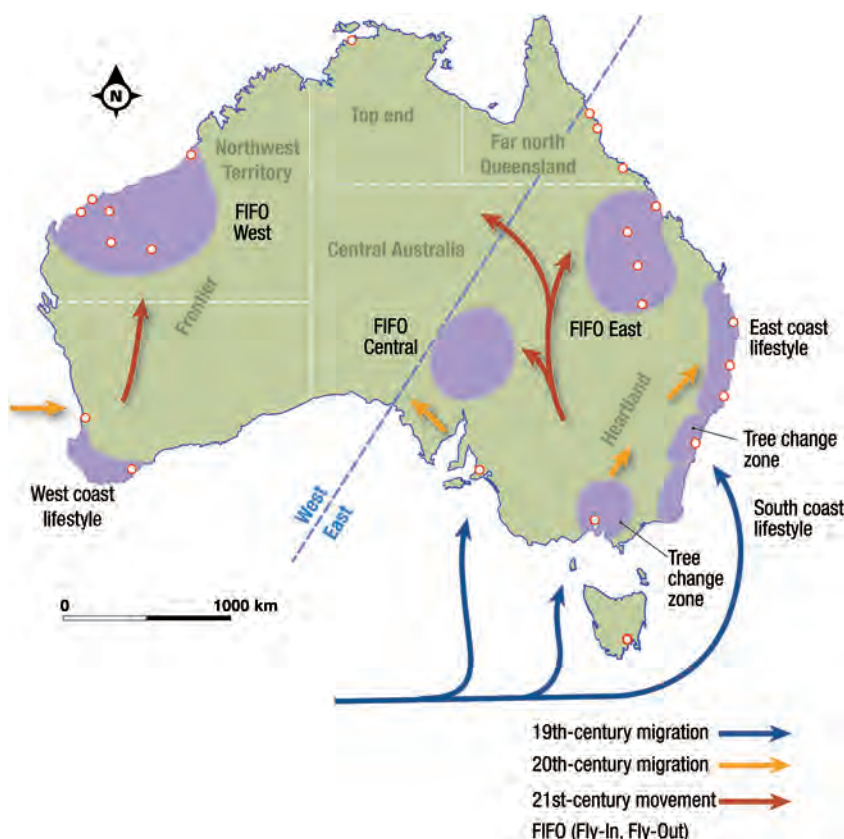 N
Top end
Northwest
Territory
Far north
Queensland
FIFO
West
Central Australia
Frontier
FIFO
Central
FIFO East
East coast
lifestyle
Heartland
Tree change
zone
West coast
lifestyle
West
East
South coast
lifestyle
Tree
change
zone
0 1000 km
19th-century migration
20th-century migration
21st-century movement
FIFO (Fly-In, Fly-Out)